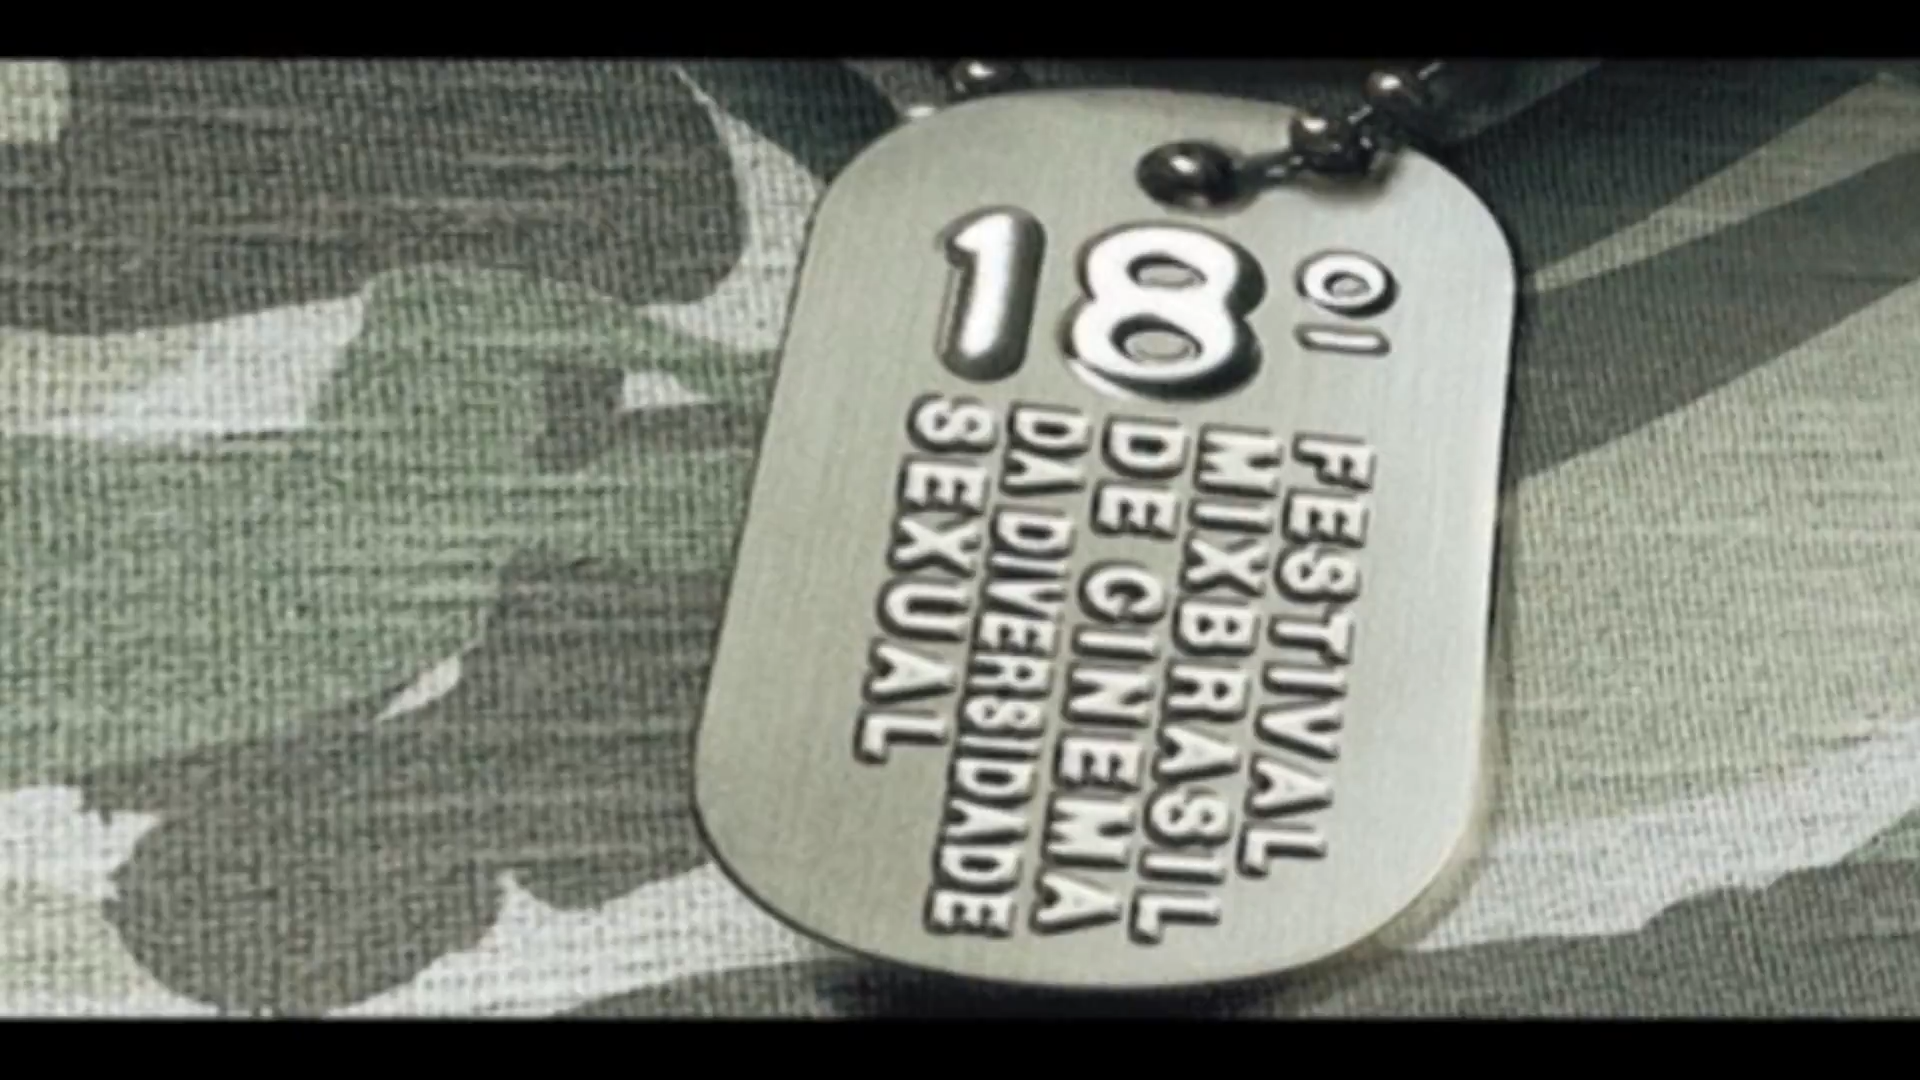 18º
FESTIVAL
MIXBRASIL
DE CINEMA
DA DIVERSIDADE
SEXUAL